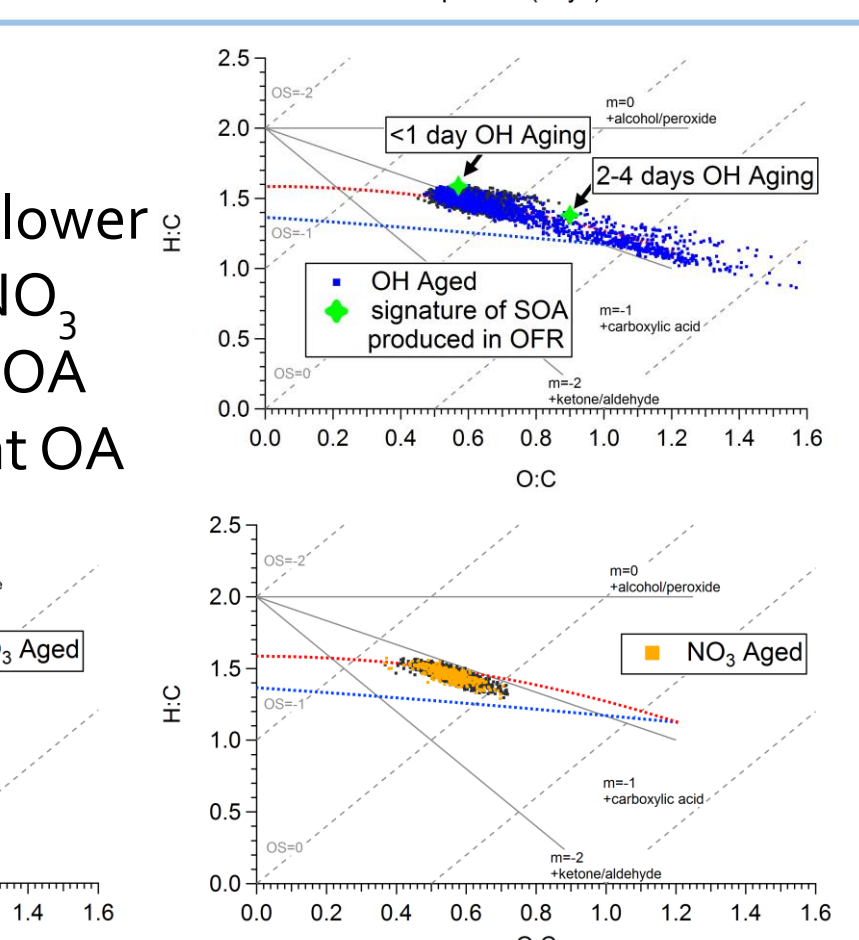 lower
NO3
OA
at OA
2.5
2.0
1.5
1.0
0.5
0.0
H:C
OS=-2
OS=-1
OS=0
m=0
+alcohol/peroxide
<1 day OH Aging
2-4 days OH Aging
OH Aged
signature of SOA
produced in OFR
m=-1
+carboxylic acid
m=-2
+ketone/aldehyde
0.0 0.2 0.4 0.6 0.8 1.0 1.2 1.4 1.6
O:C
3 Aged
1.4 1.6
2.5
2.0
1.5
1.0
0.5
0.0
H:C
OS=-2
OS=-1
OS=0
m=0
+alcohol/peroxide
NO3 Aged
m=-1
+carboxylic acid
m=-2
+ketone/aldehyde
0.0 0.2 0.4 0.6 0.8 1.0 1.2 1.4 1.6